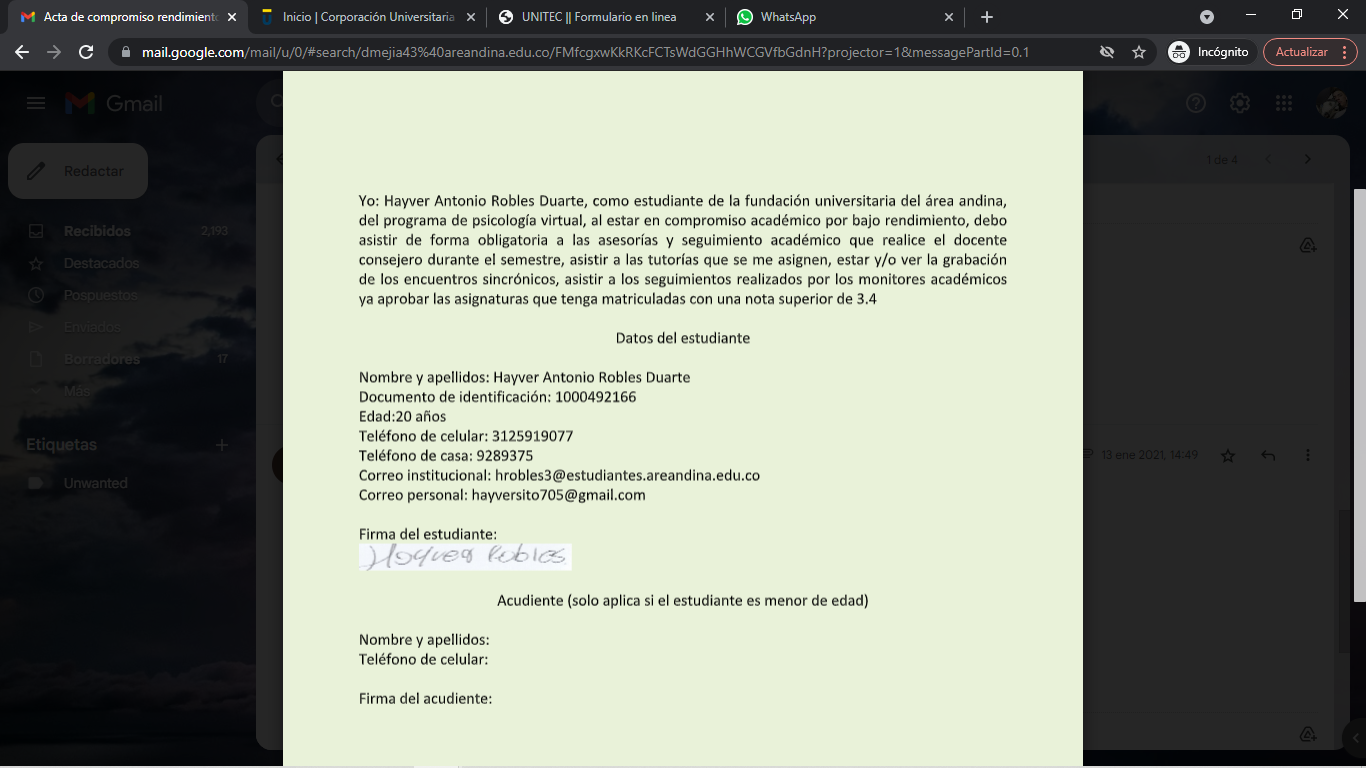 Acta de compromiso rendimiento
Inicio | Corporación Universitaria
UNITEC || Formulario en linea
WhatsApp
mail.google.com/mail/u/0/#search/dmejia43%40areandina.edu.co/FMfcgxwKkRKcFCTsWdGGHhWCGVfbGdnH?projector=1&messagePartId=0.1
Incógnito
Actualizar
Gmail
Redactar
1 de 4
Recibidos 2,193
Destacados
Pospuestos
Enviados
Borradores 17
Más
Etiquetas
Unwanted
13 ene 2021, 14:49
Yo: Hayver Antonio Robles Duarte, como estudiante de la fundación universitaria del área andina,
del programa de psicología virtual, al estar en compromiso académico por bajo rendimiento, debo
asistir de forma obligatoria a las asesorías y seguimiento académico que realice el docente
consejero durante el semestre, asistir a las tutorías que se me asignen, estar y/o ver la grabación
de los encuentros sincrónicos, asistir a los seguimientos realizados por los monitores académicos
ya aprobar las asignaturas que tenga matriculadas con una nota superior de 3.4
Datos del estudiante
Nombre y apellidos: Hayver Antonio Robles Duarte
Documento de identificación: 1000492166
Edad:20 años
Teléfono de celular: 3125919077
Teléfono de casa: 9289375
Correo institucional: hrobles3@estudiantes.areandina.edu.co
Correo personal: hayversito705@gmail.com
Firma del estudiante:
Hayver Robles
Acudiente (solo aplica si el estudiante es menor de edad)
Nombre y apellidos:
Teléfono de celular:
Firma del acudiente: